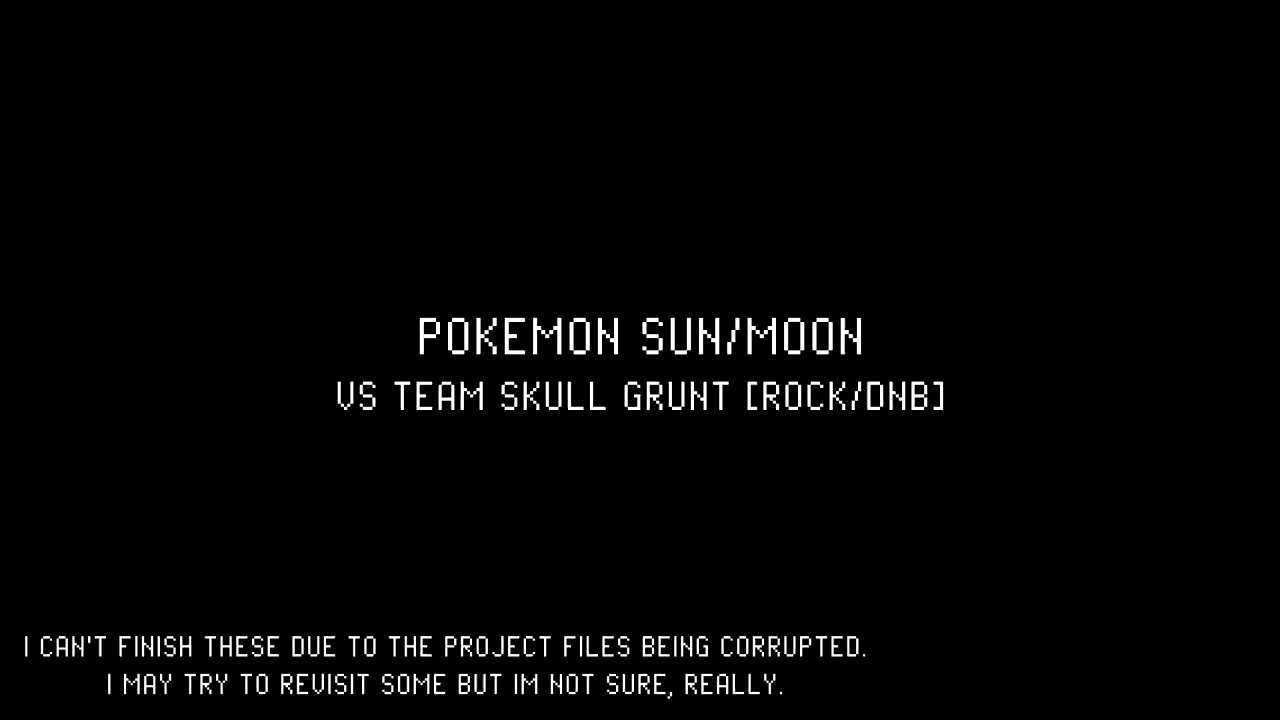 POKEMON SUN/MOON
VS TEAM SKULL GRUNT [ROCK/DNB]
I CAN'T FINISH THESE DUE TO THE PROJECT FILES BEING CORRUPTED.
I MAY TRY TO REVISIT SOME BUT IM NOT SURE, REALLY.